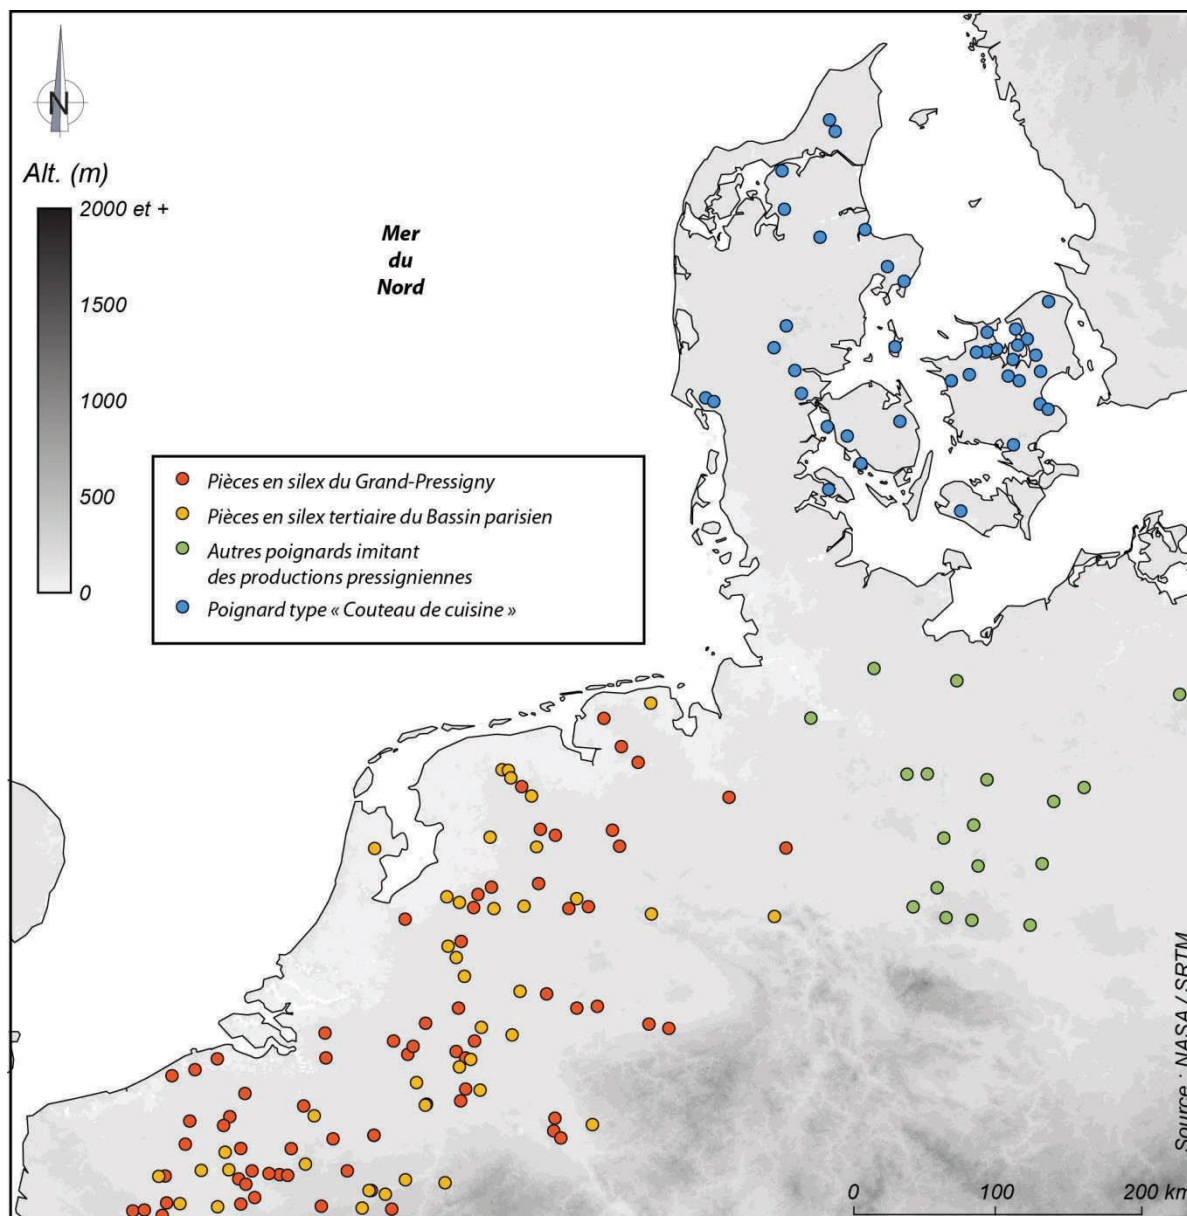 N
Alt. (m)
2000 et +
1500
1000
500
0
Mer
du
Nord
Pièces en silex du Grand-Pressigny
Pièces en silex tertiaire du Bassin parisien
Autres poignards imitant
des productions pressigniennes
Poignard type « Couteau de cuisine »
Source : NASA / SRTM
0 100 200 km